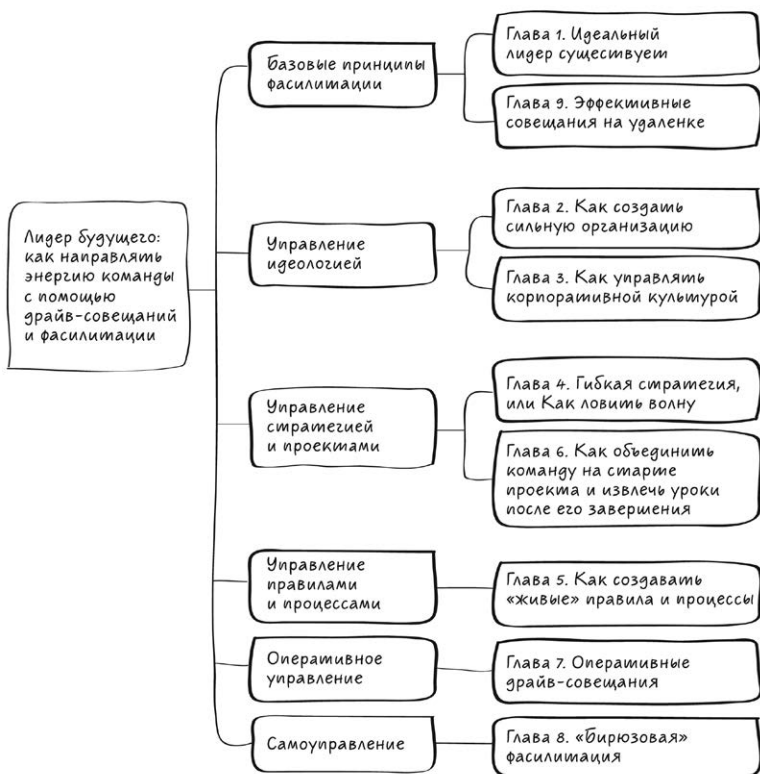 Лидер будущего:
как направлять
энергию команды
с помощью
драйв-совещаний
и фасилитации
Базовые принципы
фасилитации
Глава 1. Идеальный
лидер существует
Глава 9. Эффективные
совещания на удаленке
Управление
идеологией
Глава 2. Как создать
сильную организацию
Глава 3. Как управлять
корпоративной культурой
Управление
стратегией
и проектами
Глава 4. Гибкая стратегия,
или Как ловить волну
Глава 6. Как объединить
команду на старте
проекта и извлечь уроки
после его завершения
Управление
правилами
и процессами
Глава 5. Как создавать
«живые» правила и процессы
Оперативное
управление
Глава 7. Оперативные
драйв-совещания
Самоуправление
Глава 8. «Бирюзовая»
фасилитация